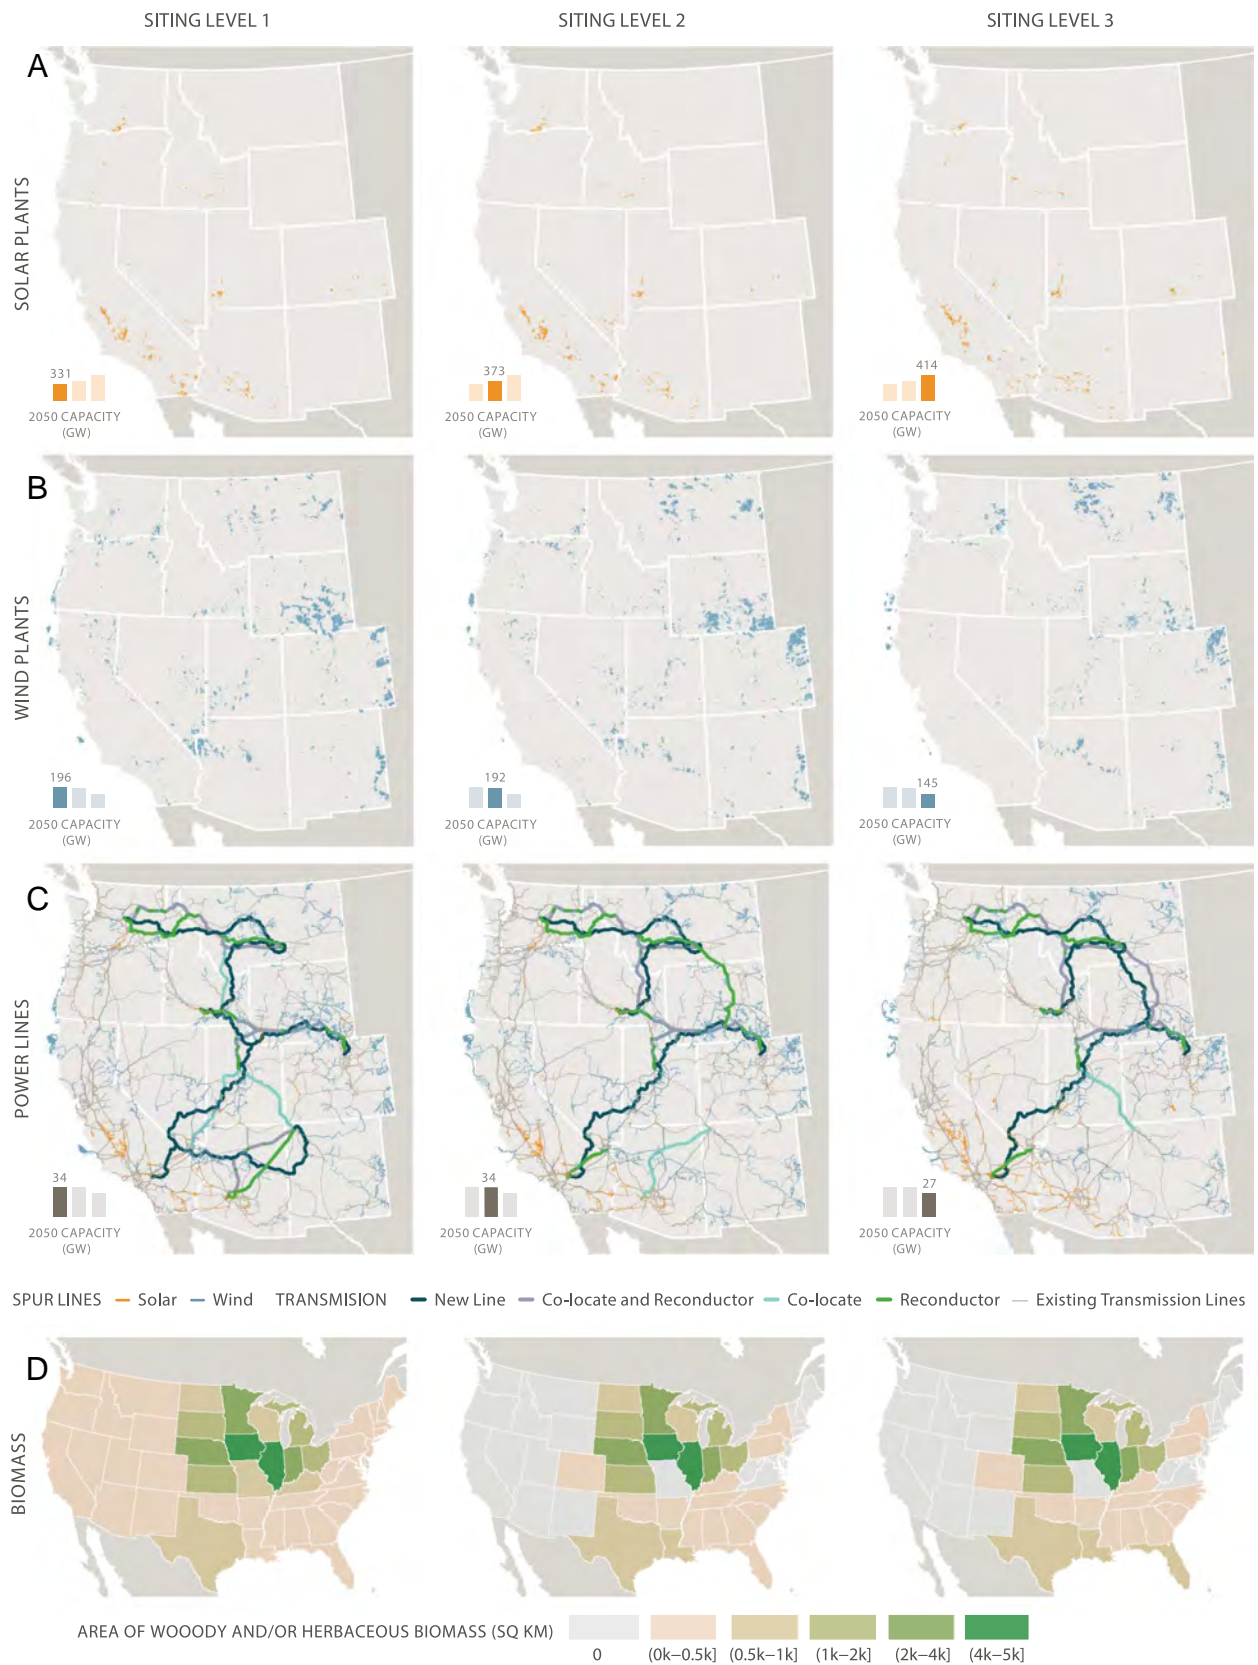 SITING LEVEL 1 SITING LEVEL 2 SITING LEVEL 3
A
SOLAR PLANTS
331 373 414
2050 CAPACITY 2050 CAPACITY 2050 CAPACITY
(GW) (GW) (GW)
B
WIND PLANTS
196 192 145
2050 CAPACITY 2050 CAPACITY 2050 CAPACITY
(GW) (GW) (GW)
C
POWER LINES
34 34 27
2050 CAPACITY 2050 CAPACITY 2050 CAPACITY
(GW) (GW) (GW)
SPUR LINES Solar Wind TRANSMISION New Line Co-locate and Reconductor Co-locate Reconductor Existing Transmission Lines
D
BIOMASS
AREA OF WOOODY AND/OR HERBACEOUS BIOMASS (SQ KM)
0 (0k–0.5k] (0.5k–1k] (1k–2k] (2k–4k] (4k–5k]